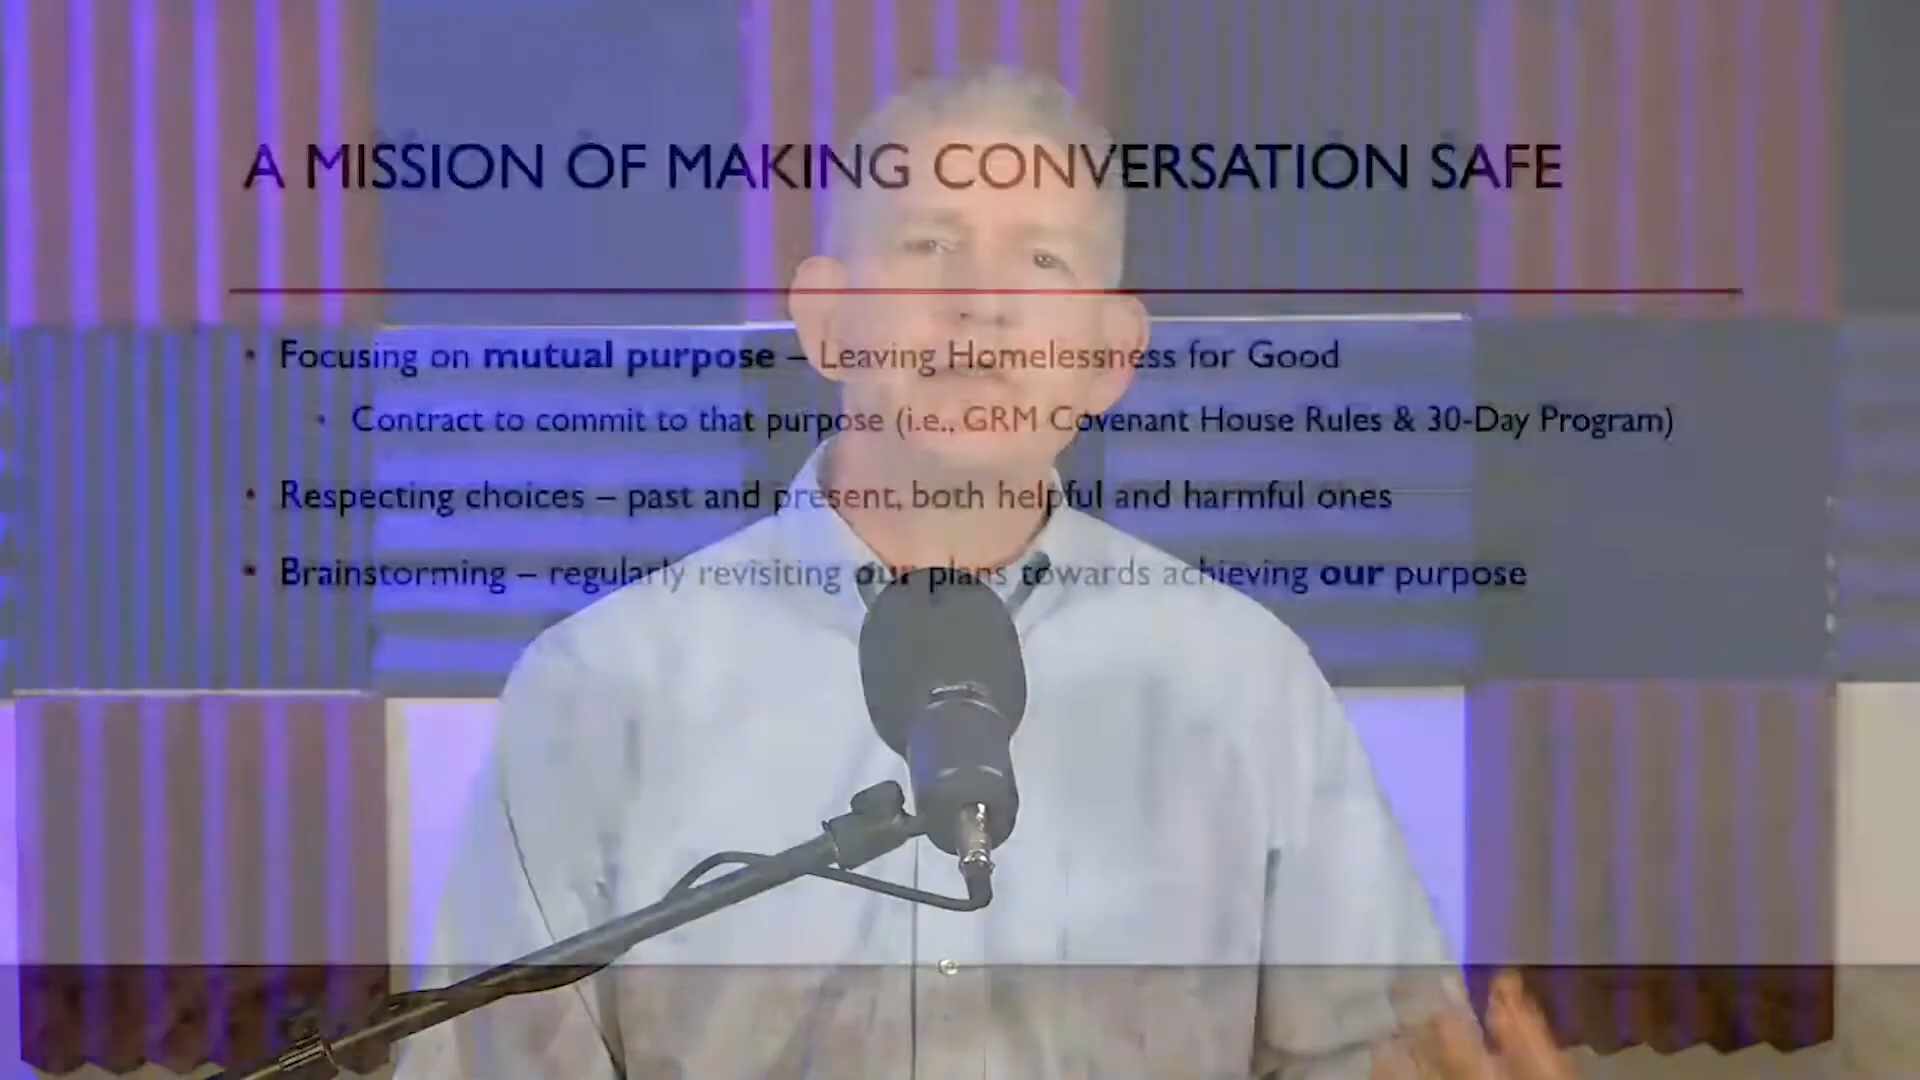 A MISSION OF MAKING CONVERSATION SAFE
• Focusing on mutual purpose – Leaving Homelessness for Good
• Contract to commit to that purpose (i.e., GRM Covenant House Rules & 30-Day Program)
• Respecting choices – past and present, both helpful and harmful ones
• Brainstorming – regularly revisiting our plans towards achieving our purpose